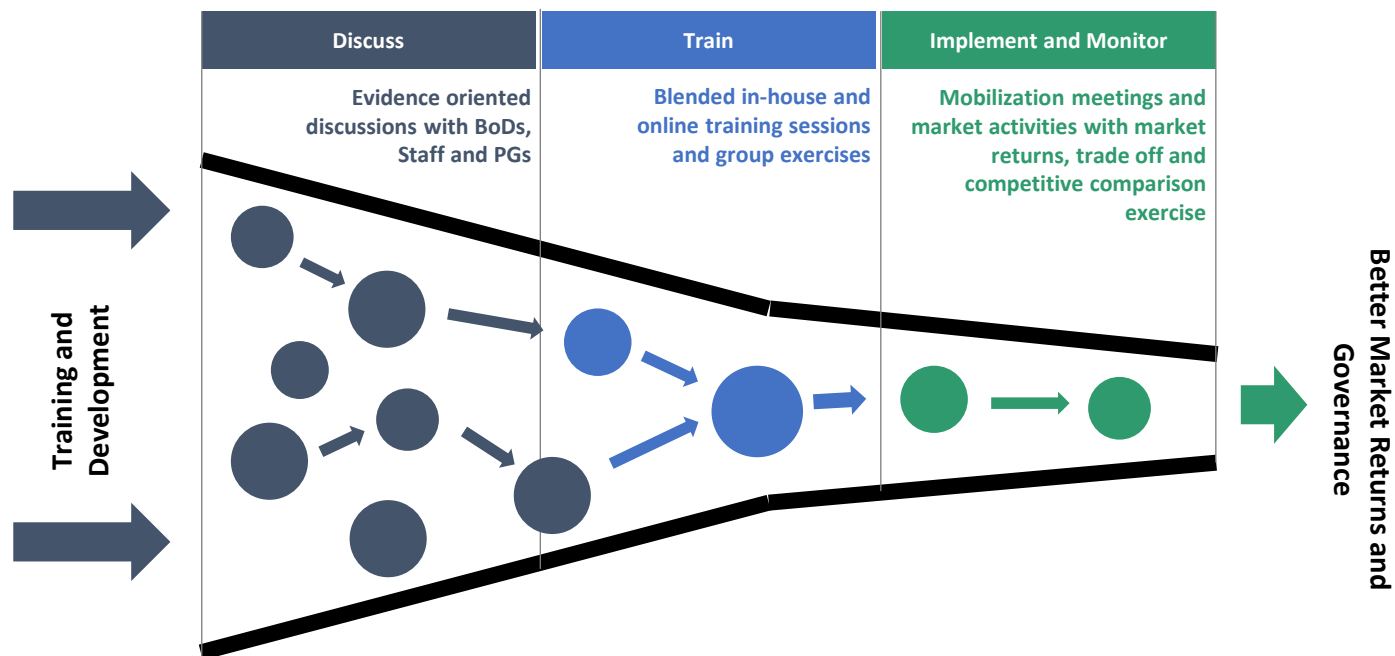 Discuss
Train
Implement and Monitor
Evidence oriented
discussions with BoDs,
Staff and PGs
Blended in-house and
online training sessions
and group exercises
Mobilization meetings and
market activities with market
returns, trade off and
competitive comparison
exercise
Training and
Development
Better Market Returns and
Governance